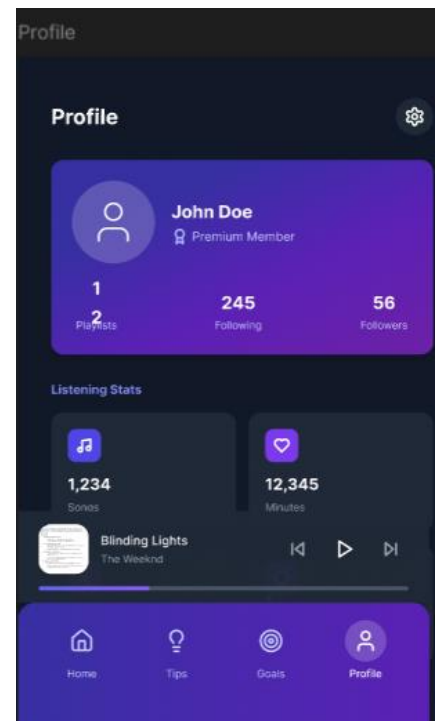 Profile
Profile
John Doe
Premium Member
1
2
245
56
Playlists
Following
Followers
Listening Stats
1,234
12,345
Songs
Minutes
Blinding Lights
The Weeknd
Home
Tips
Goals
Profile